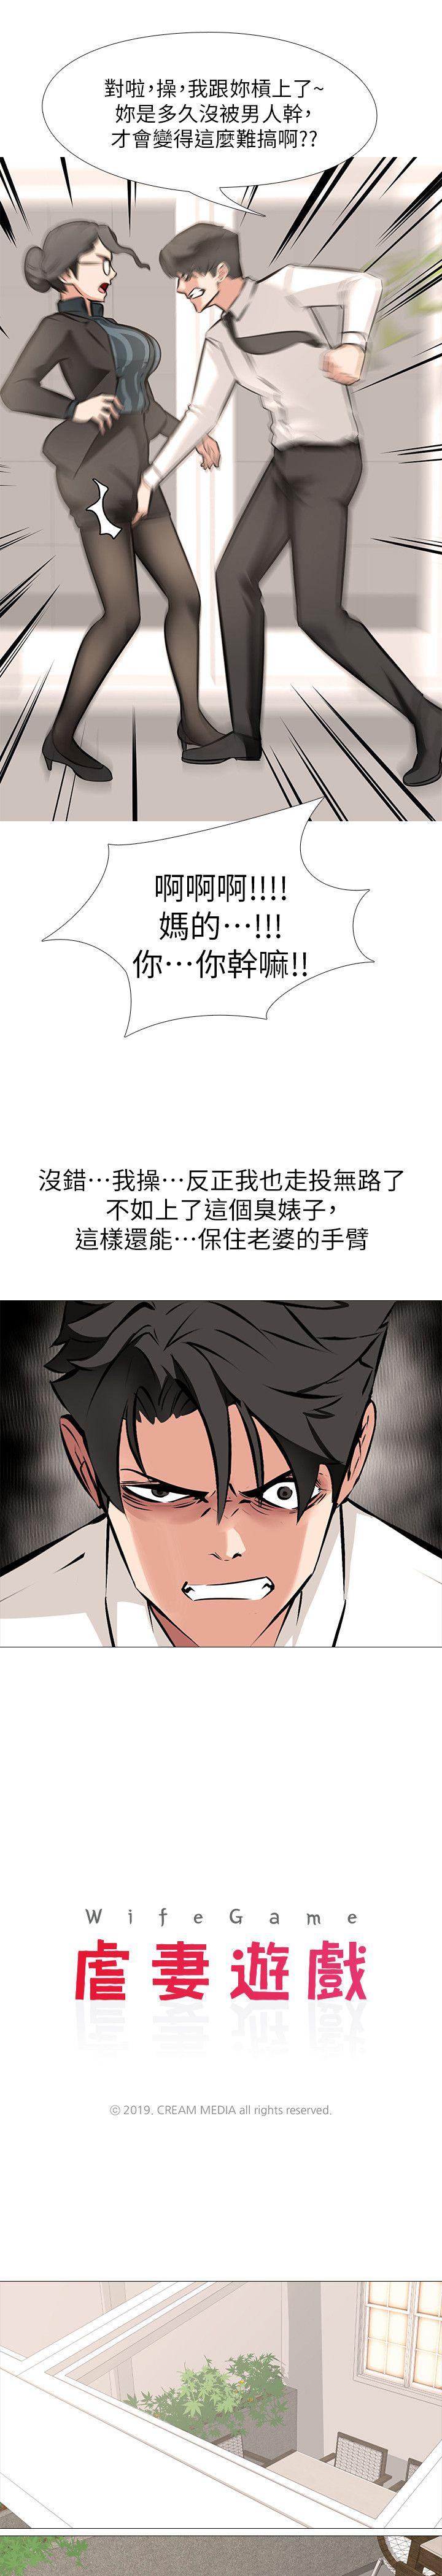 對啦，操，我跟妳槓上了~
妳是多久沒被男人幹，
才會變得這麼難搞啊??
啊啊啊!!!!
媽的⋯!!!
你⋯你幹嘛!!
沒錯⋯我操⋯反正我也走投無路了
不如上了這個臭婊子，
這樣還能⋯保住老婆的手臂
WifeGame
虐妻遊戲
© 2019. CREAM MEDIA all rights reserved.